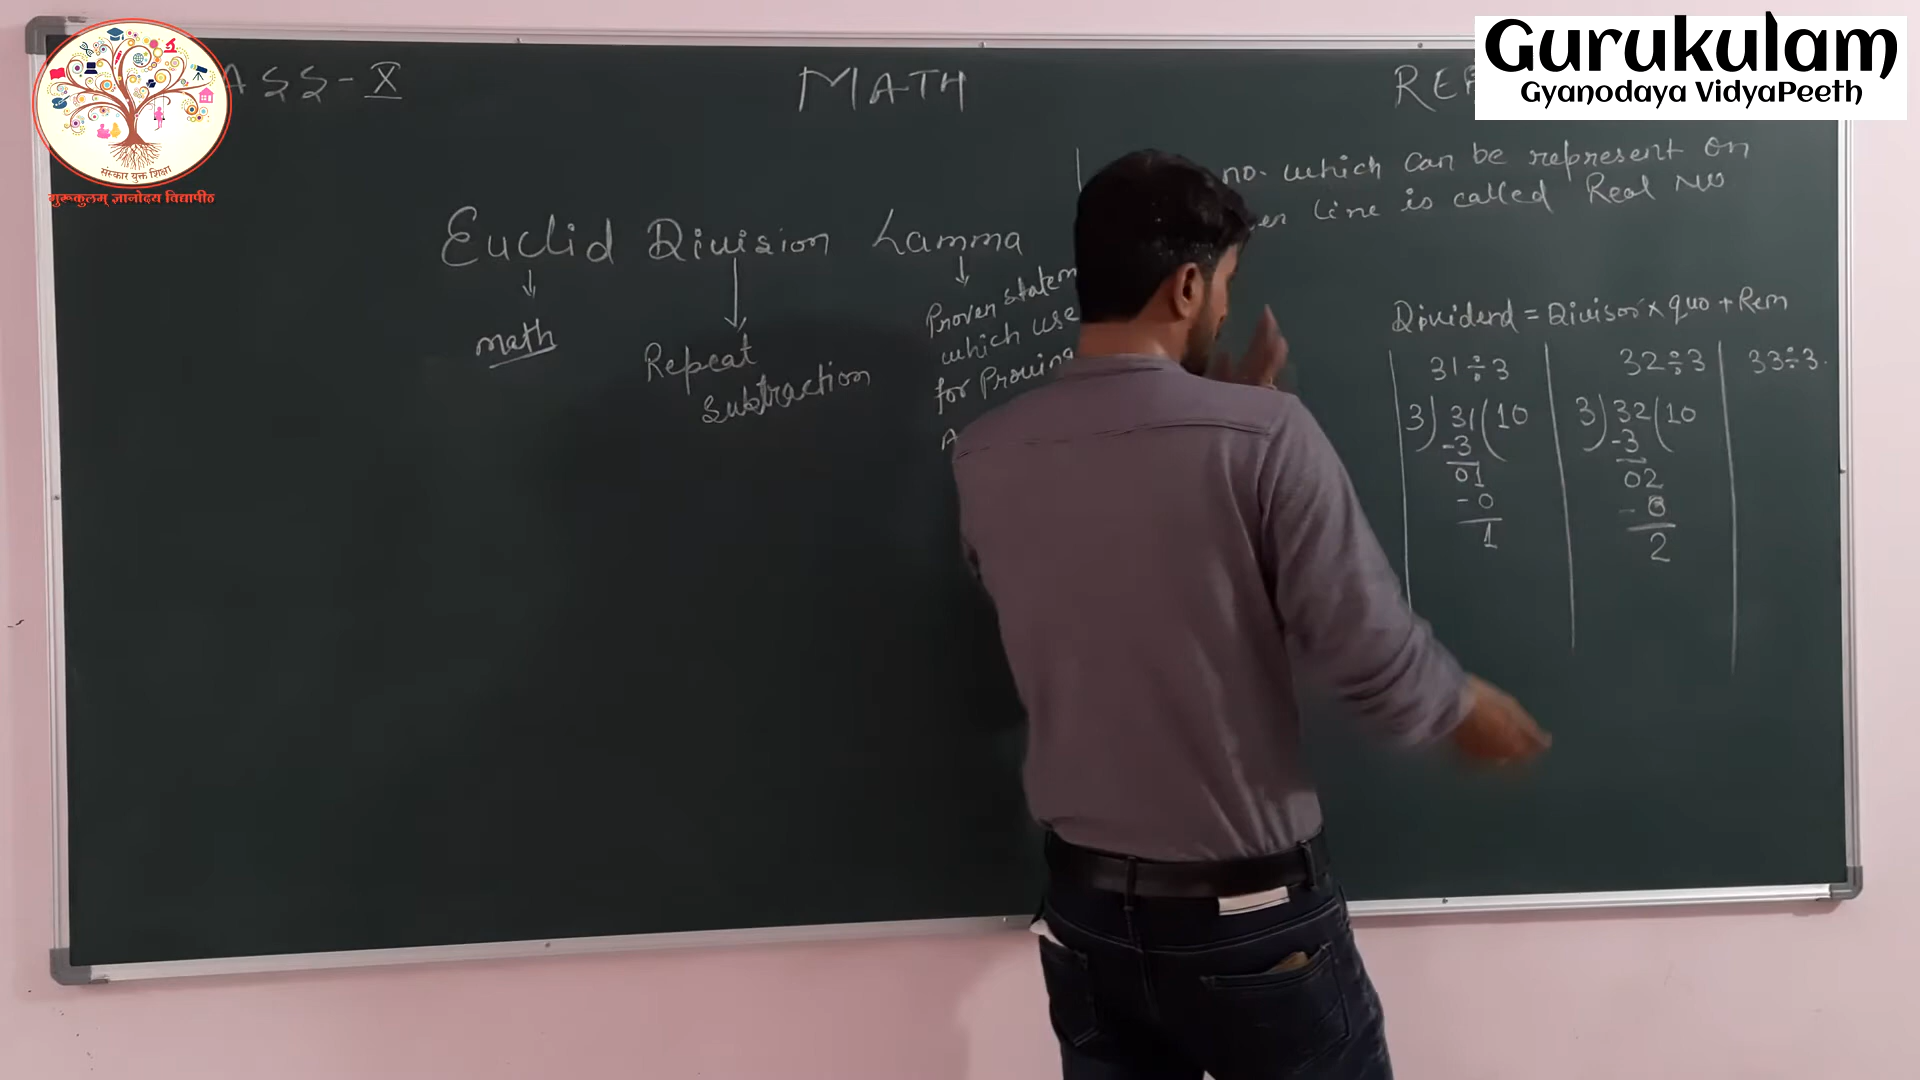 संस्कार युक्त शिक्षा
गुरूकुलम् ज्ञानोदय विद्यापीठ
Gurukulam
Gyanodaya VidyaPeeth
ASS-X
MATH
no. which can be represent on
line is called Real No
Euclid Division Lamma
math
Repeat
Subtraction
Proven statem
which use
for Proving
Dividend = Divisor × quo + Rem
31÷3
3)31(10
-3
01
-0
1
32÷3
3)32(10
-3
02
-0
2
33÷3.